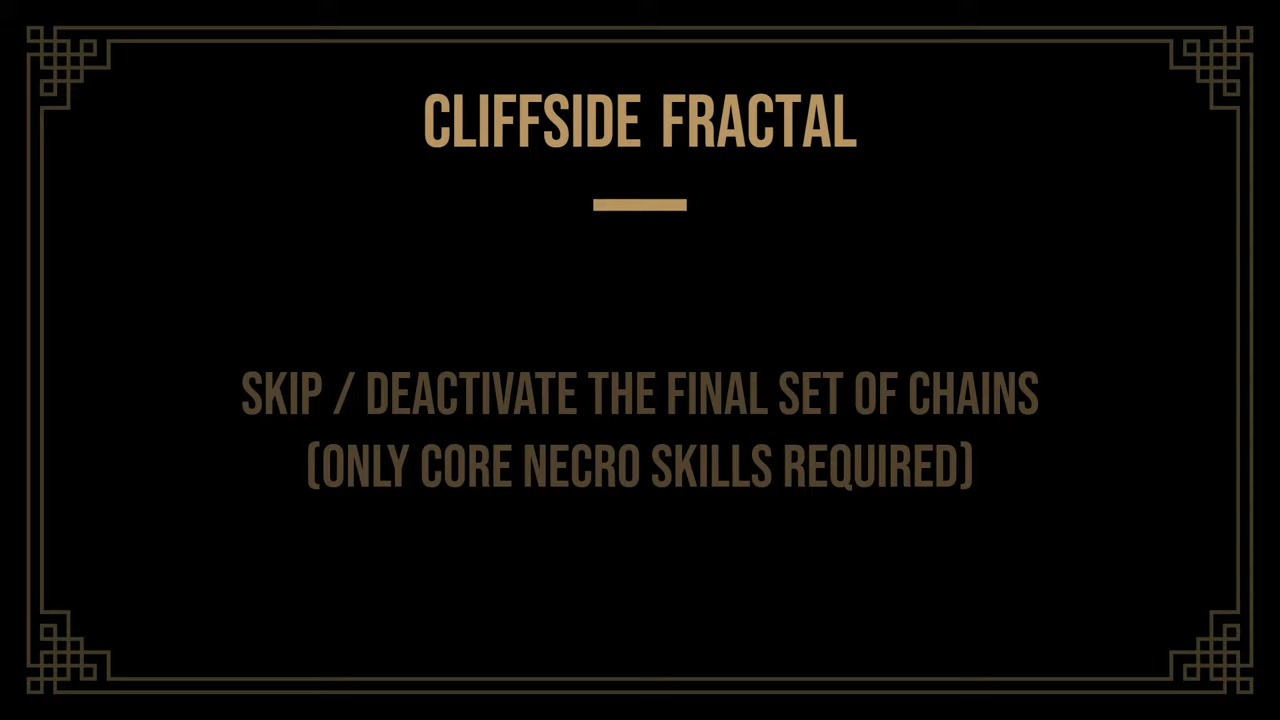 CLIFFSIDE FRACTAL
SKIP / DEACTIVATE THE FINAL SET OF CHAINS
(ONLY CORE NECRO SKILLS REQUIRED)